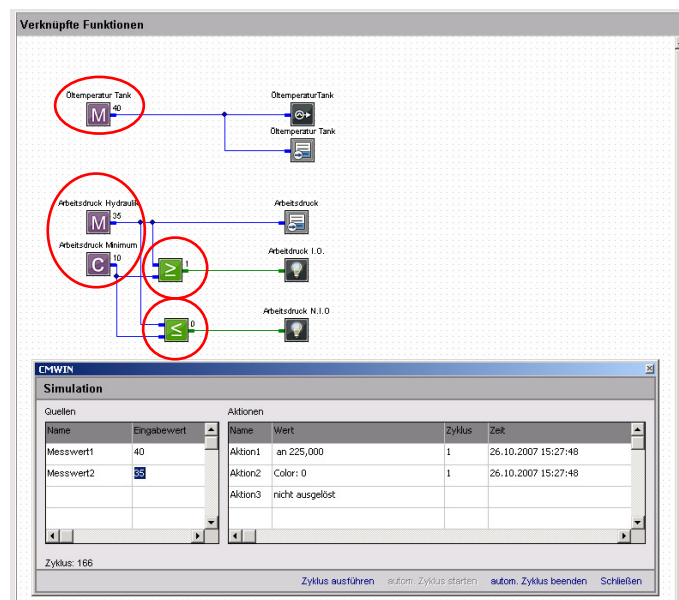 Verknüpfte Funktionen
Öltemperatur Tank
M 40
ÖltemperaturTank
Öltemperatur Tank
Arbeitsdruck Hydraulik
M 35
Arbeitsdruck
Arbeitsdruck Minimum
C 10
≥ 1
Arbeitdruck I.O.
≤ 0
Arbeitsdruck N.I.O
CMWIN
Simulation
Quellen
Aktionen
Name Eingabewert
Name Wert Zyklus Zeit
Messwert1 40
Aktion1 an 225,000 1 26.10.2007 15:27:48
Messwert2 35
Aktion2 Color: 0 1 26.10.2007 15:27:48
Aktion3 nicht ausgelöst
Zyklus: 166
Zyklus ausführen autom. Zyklus starten autom. Zyklus beenden Schließen